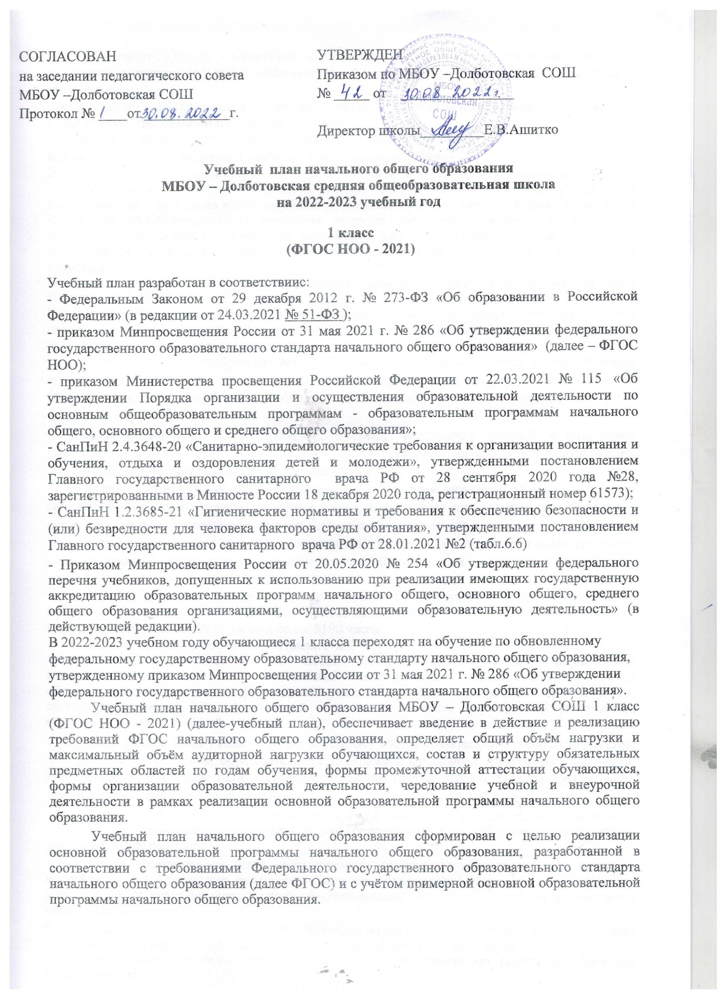 СОГЛАСОВАН
на заседании педагогического совета
МБОУ –Долботовская СОШ
Протокол № 1 от 30.08.2022 г.
УТВЕРЖДЕН
Приказом по МБОУ –Долботовская СОШ
№ 42 от 30.08 2022г.
МБОУ
Долботовская
СОШ
Директор школы Е.В.Ашитко
Учебный план начального общего образования
МБОУ – Долботовская средняя общеобразовательная школа
на 2022-2023 учебный год
1 класс
(ФГОС НОО - 2021)
Учебный план разработан в соответствиис:
- Федеральным Законом от 29 декабря 2012 г. № 273-ФЗ «Об образовании в Российской
Федерации» (в редакции от 24.03.2021 № 51-ФЗ );
- приказом Минпросвещения России от 31 мая 2021 г. № 286 «Об утверждении федерального
государственного образовательного стандарта начального общего образования» (далее – ФГОС
НОО);
- приказом Министерства просвещения Российской Федерации от 22.03.2021 № 115 «Об
утверждении Порядка организации и осуществления образовательной деятельности по
основным общеобразовательным программам - образовательным программам начального
общего, основного общего и среднего общего образования»;
- СанПиН 2.4.3648-20 «Санитарно-эпидемиологические требования к организации воспитания и
обучения, отдыха и оздоровления детей и молодежи», утвержденными постановлением
Главного государственного санитарного врача РФ от 28 сентября 2020 года №28,
зарегистрированными в Минюсте России 18 декабря 2020 года, регистрационный номер 61573);
- СанПиН 1.2.3685-21 «Гигиенические нормативы и требования к обеспечению безопасности и
(или) безвредности для человека факторов среды обитания», утвержденными постановлением
Главного государственного санитарного врача РФ от 28.01.2021 №2 (табл.6.6)
- Приказом Минпросвещения России от 20.05.2020 № 254 «Об утверждении федерального
перечня учебников, допущенных к использованию при реализации имеющих государственную
аккредитацию образовательных программ начального общего, основного общего, среднего
общего образования организациями, осуществляющими образовательную деятельность» (в
действующей редакции).
В 2022-2023 учебном году обучающиеся 1 класса переходят на обучение по обновленному
федеральному государственному образовательному стандарту начального общего образования,
утвержденному приказом Минпросвещения России от 31 мая 2021 г. № 286 «Об утверждении
федерального государственного образовательного стандарта начального общего образования».
Учебный план начального общего образования МБОУ – Долботовская СОШ 1 класс
(ФГОС НОО - 2021) (далее-учебный план), обеспечивает введение в действие и реализацию
требований ФГОС начального общего образования, определяет общий объём нагрузки и
максимальный объём аудиторной нагрузки обучающихся, состав и структуру обязательных
предметных областей по годам обучения, формы промежуточной аттестации обучающихся,
формы организации образовательной деятельности, чередование учебной и внеурочной
деятельности в рамках реализации основной образовательной программы начального общего
образования.
Учебный план начального общего образования сформирован с целью реализации
основной образовательной программы начального общего образования, разработанной в
соответствии с требованиями Федерального государственного образовательного стандарта
начального общего образования (далее ФГОС) и с учётом примерной основной образовательной
программы начального общего образования.